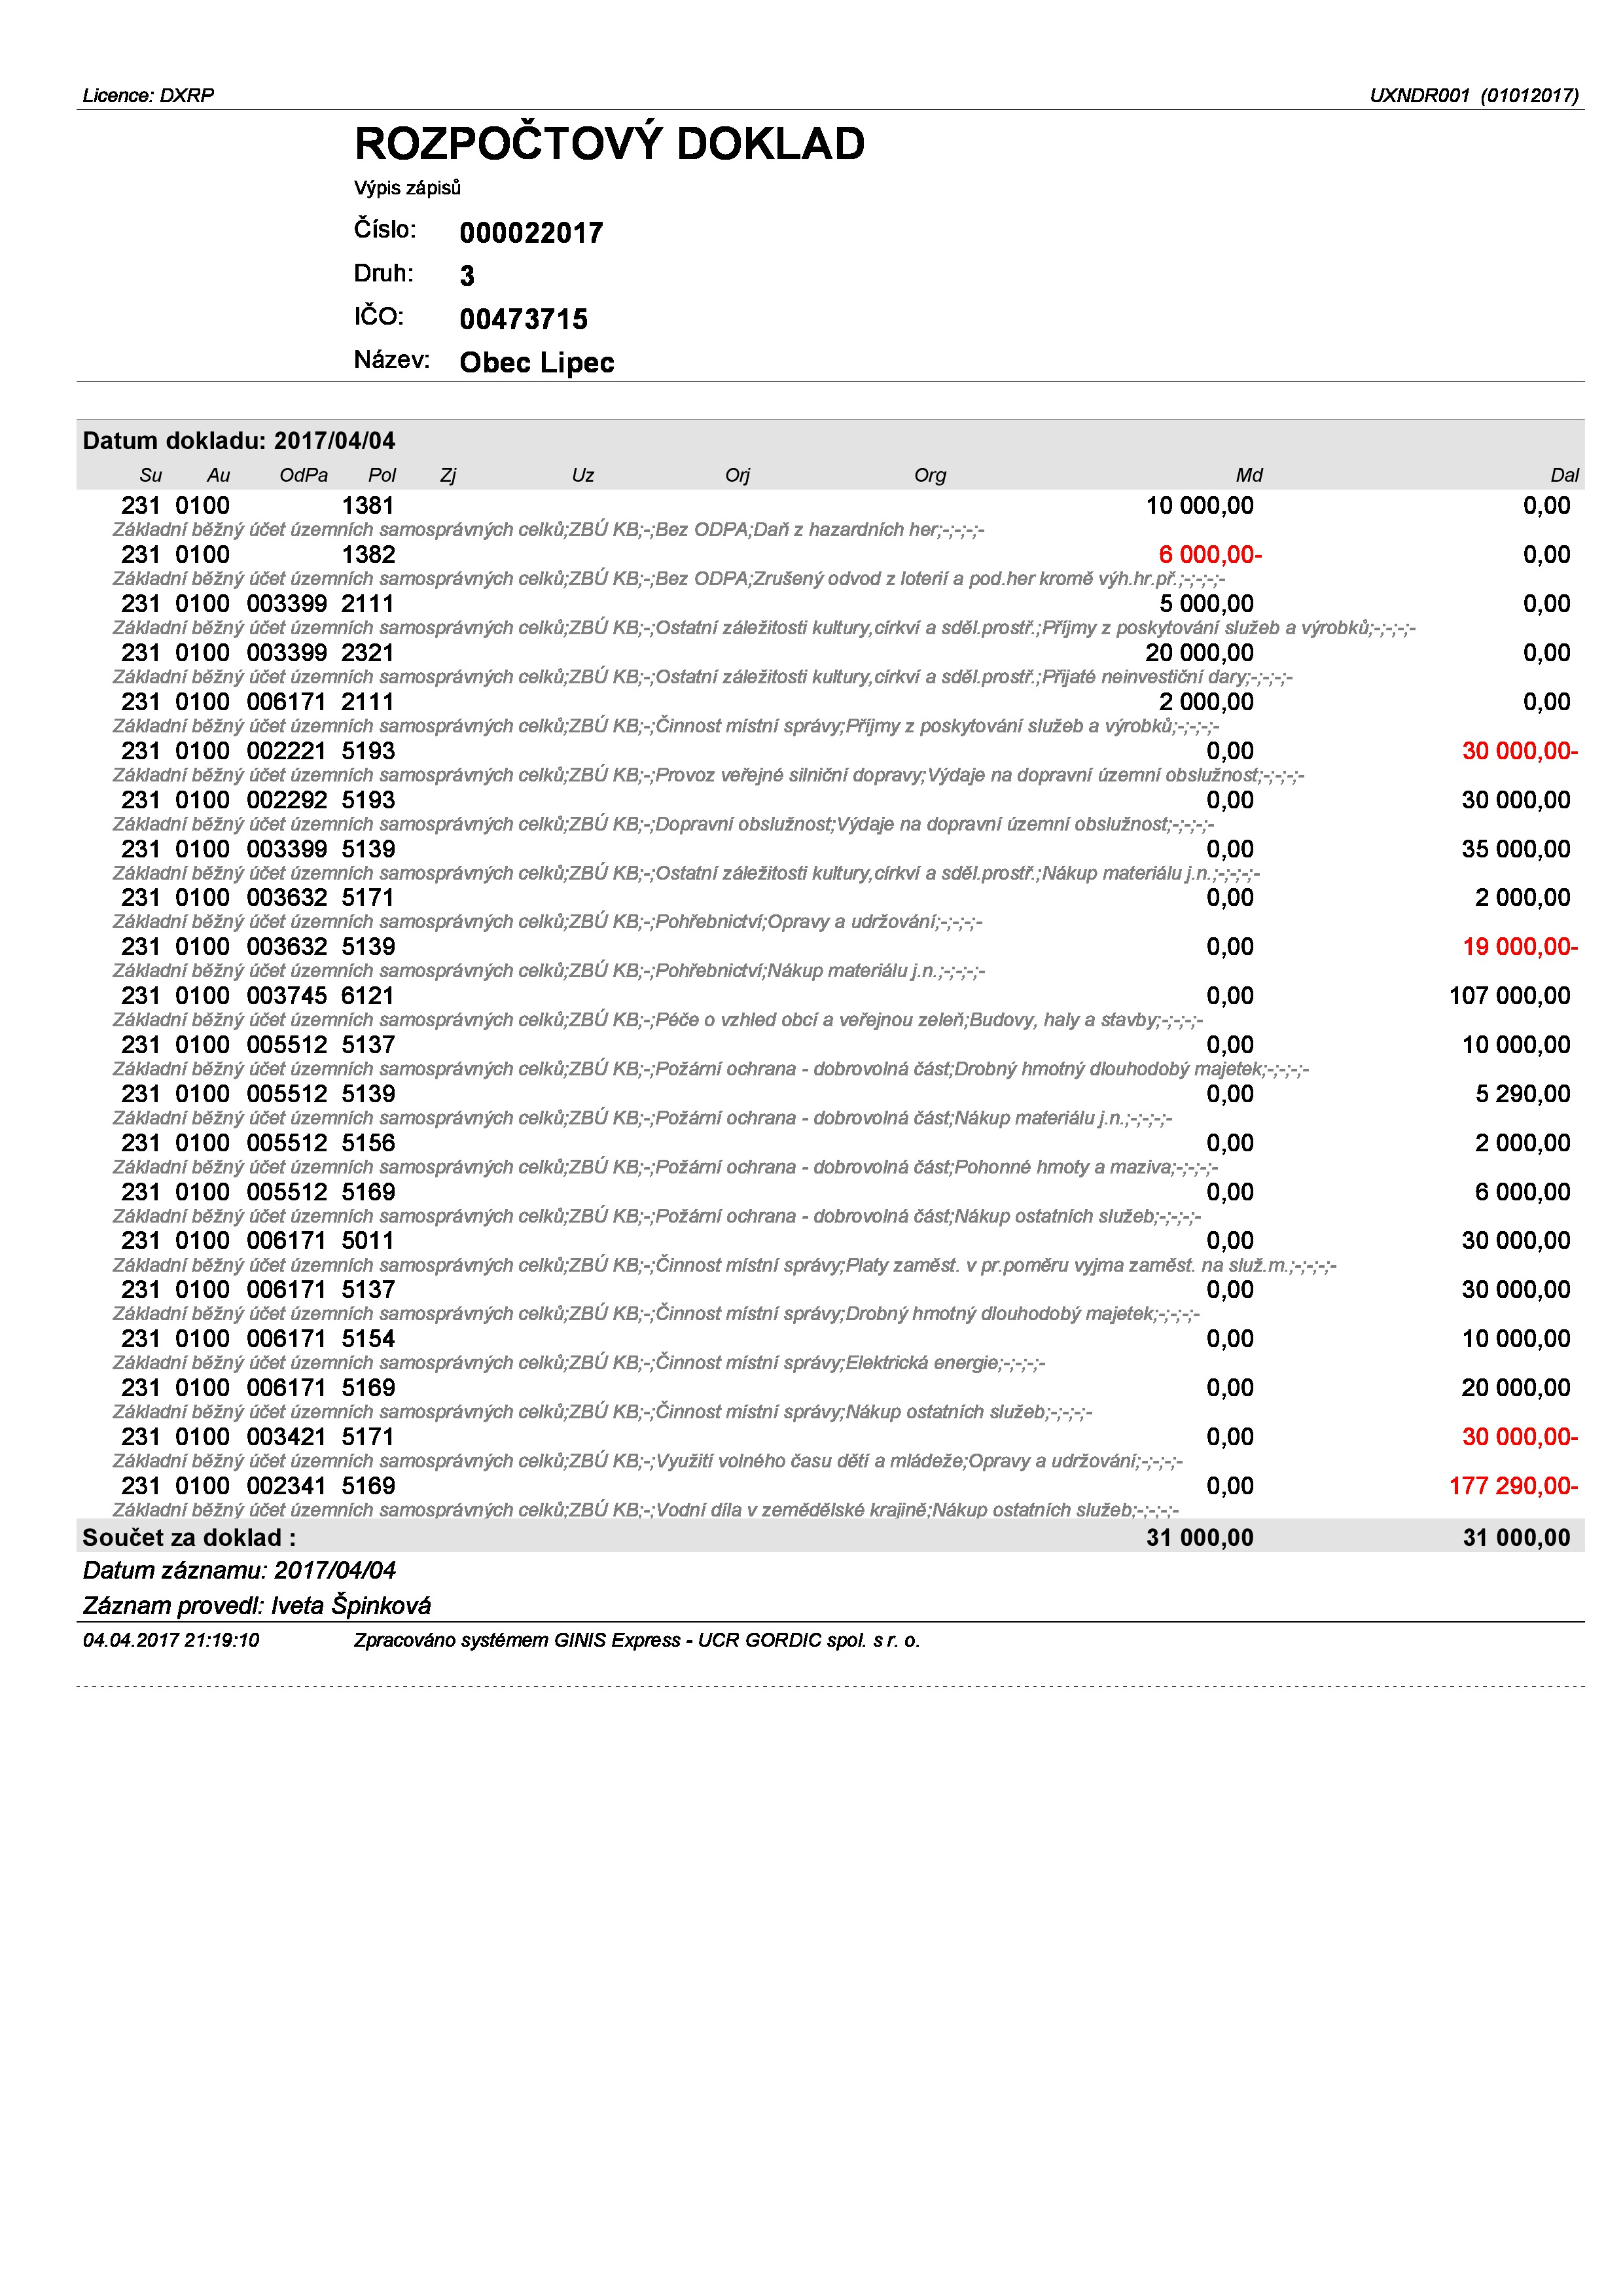 Licence: DXRP UXNDR001 (01012017)
ROZPOČTOVÝ DOKLAD
Výpis zápisů
Číslo: 000022017
Druh: 3
IČO: 00473715
Název: Obec Lipec
Datum dokladu: 2017/04/04
Su Au OdPa Pol Zj Uz Orj Org Md Dal
231 0100 1381 10 000,00 0,00
Základní běžný účet územních samosprávných celků;ZBÚ KB;-;Bez ODPA;Daň z hazardních her;-;-;-;-
231 0100 1382 6 000,00- 0,00
Základní běžný účet územních samosprávných celků;ZBÚ KB;-;Bez ODPA;Zrušený odvod z loterií a pod.her kromě výh.hr.př.;-;-;-;-
231 0100 003399 2111 5 000,00 0,00
Základní běžný účet územních samosprávných celků;ZBÚ KB;-;Ostatní záležitosti kultury,církví a sděl.prostř.;Příjmy z poskytování služeb a výrobků;-;-;-;-
231 0100 003399 2321 20 000,00 0,00
Základní běžný účet územních samosprávných celků;ZBÚ KB;-;Ostatní záležitosti kultury,církví a sděl.prostř.;Přijaté neinvestiční dary;-;-;-;-
231 0100 006171 2111 2 000,00 0,00
Základní běžný účet územních samosprávných celků;ZBÚ KB;-;Činnost místní správy;Příjmy z poskytování služeb a výrobků;-;-;-;-
231 0100 002221 5193 0,00 30 000,00-
Základní běžný účet územních samosprávných celků;ZBÚ KB;-;Provoz veřejné silniční dopravy;Výdaje na dopravní územní obslužnost;-;-;-;-
231 0100 002292 5193 0,00 30 000,00
Základní běžný účet územních samosprávných celků;ZBÚ KB;-;Dopravní obslužnost;Výdaje na dopravní územní obslužnost;-;-;-;-
231 0100 003399 5139 0,00 35 000,00
Základní běžný účet územních samosprávných celků;ZBÚ KB;-;Ostatní záležitosti kultury,církví a sděl.prostř.;Nákup materiálu j.n.;-;-;-;-
231 0100 003632 5171 0,00 2 000,00
Základní běžný účet územních samosprávných celků;ZBÚ KB;-;Pohřebnictví;Opravy a udržování;-;-;-;-
231 0100 003632 5139 0,00 19 000,00-
Základní běžný účet územních samosprávných celků;ZBÚ KB;-;Pohřebnictví;Nákup materiálu j.n.;-;-;-;-
231 0100 003745 6121 0,00 107 000,00
Základní běžný účet územních samosprávných celků;ZBÚ KB;-;Péče o vzhled obcí a veřejnou zeleň;Budovy, haly a stavby;-;-;-;-
231 0100 005512 5137 0,00 10 000,00
Základní běžný účet územních samosprávných celků;ZBÚ KB;-;Požární ochrana - dobrovolná část;Drobný hmotný dlouhodobý majetek;-;-;-;-
231 0100 005512 5139 0,00 5 290,00
Základní běžný účet územních samosprávných celků;ZBÚ KB;-;Požární ochrana - dobrovolná část;Nákup materiálu j.n.;-;-;-;-
231 0100 005512 5156 0,00 2 000,00
Základní běžný účet územních samosprávných celků;ZBÚ KB;-;Požární ochrana - dobrovolná část;Pohonné hmoty a maziva;-;-;-;-
231 0100 005512 5169 0,00 6 000,00
Základní běžný účet územních samosprávných celků;ZBÚ KB;-;Požární ochrana - dobrovolná část;Nákup ostatních služeb;-;-;-;-
231 0100 006171 5011 0,00 30 000,00
Základní běžný účet územních samosprávných celků;ZBÚ KB;-;Činnost místní správy;Platy zaměst. v pr.poměru vyjma zaměst. na služ.m.;-;-;-;-
231 0100 006171 5137 0,00 30 000,00
Základní běžný účet územních samosprávných celků;ZBÚ KB;-;Činnost místní správy;Drobný hmotný dlouhodobý majetek;-;-;-;-
231 0100 006171 5154 0,00 10 000,00
Základní běžný účet územních samosprávných celků;ZBÚ KB;-;Činnost místní správy;Elektrická energie;-;-;-;-
231 0100 006171 5169 0,00 20 000,00
Základní běžný účet územních samosprávných celků;ZBÚ KB;-;Činnost místní správy;Nákup ostatních služeb;-;-;-;-
231 0100 003421 5171 0,00 30 000,00-
Základní běžný účet územních samosprávných celků;ZBÚ KB;-;Využití volného času dětí a mládeže;Opravy a udržování;-;-;-;-
231 0100 002341 5169 0,00 177 290,00-
Základní běžný účet územních samosprávných celků;ZBÚ KB;-;Vodní díla v zemědělské krajině;Nákup ostatních služeb;-;-;-;-
Součet za doklad : 31 000,00 31 000,00
Datum záznamu: 2017/04/04
Záznam provedl: Iveta Špinková
04.04.2017 21:19:10 Zpracováno systémem GINIS Express - UCR GORDIC spol. s r. o.